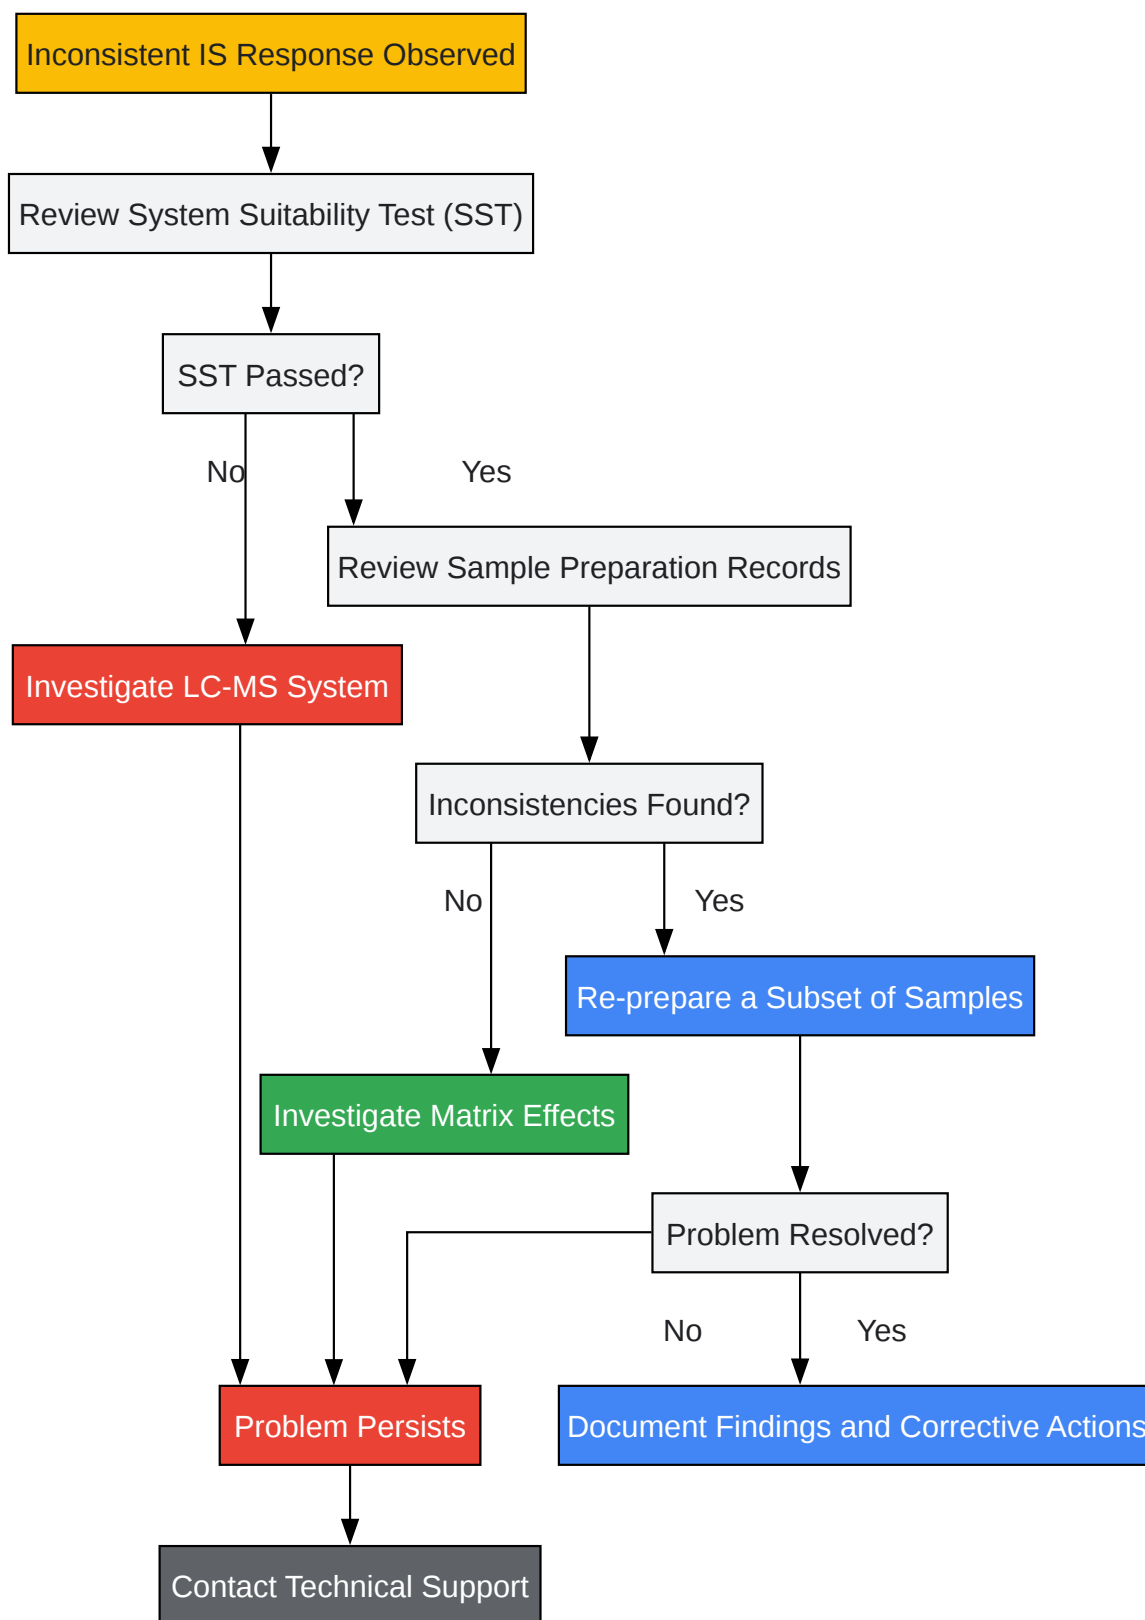 Inconsistent IS Response Observed
Review System Suitability Test (SST)
SST Passed?
No
Yes
Review Sample Preparation Records
Investigate LC-MS System
Inconsistencies Found?
No
Yes
Re-prepare a Subset of Samples
Investigate Matrix Effects
Problem Resolved?
No
Yes
Problem Persists
Document Findings and Corrective Actions
Contact Technical Support